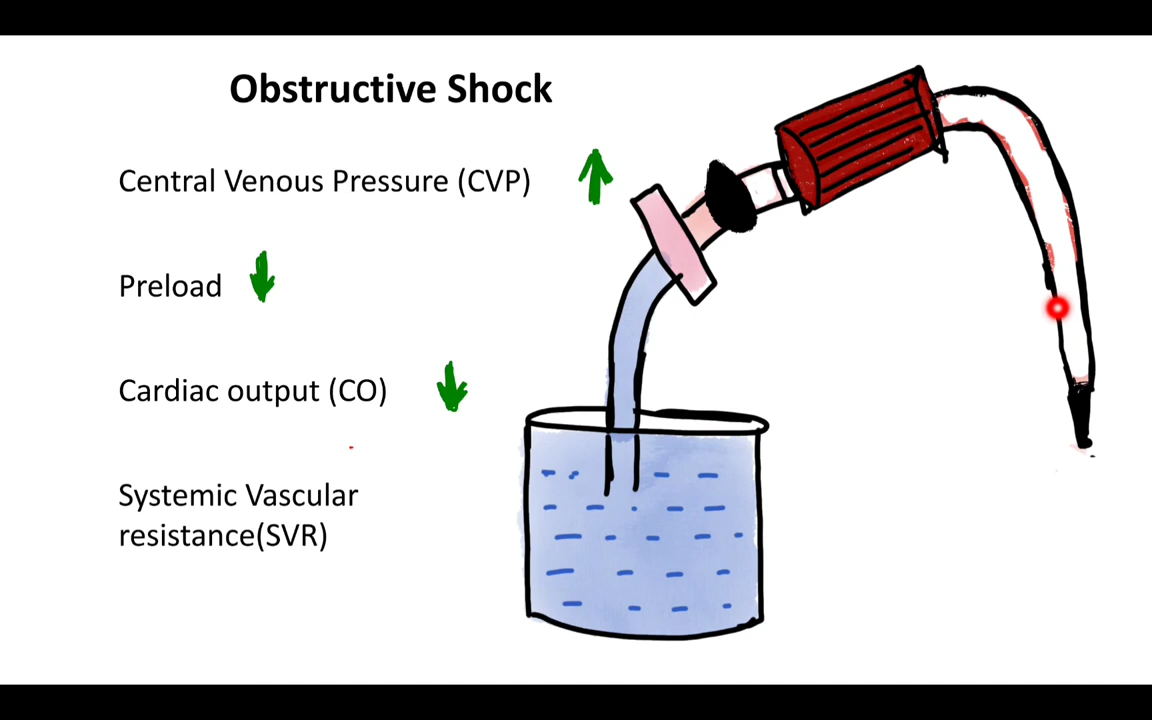 Obstructive Shock
Central Venous Pressure (CVP)
Preload
Cardiac output (CO)
Systemic Vascular
resistance(SVR)